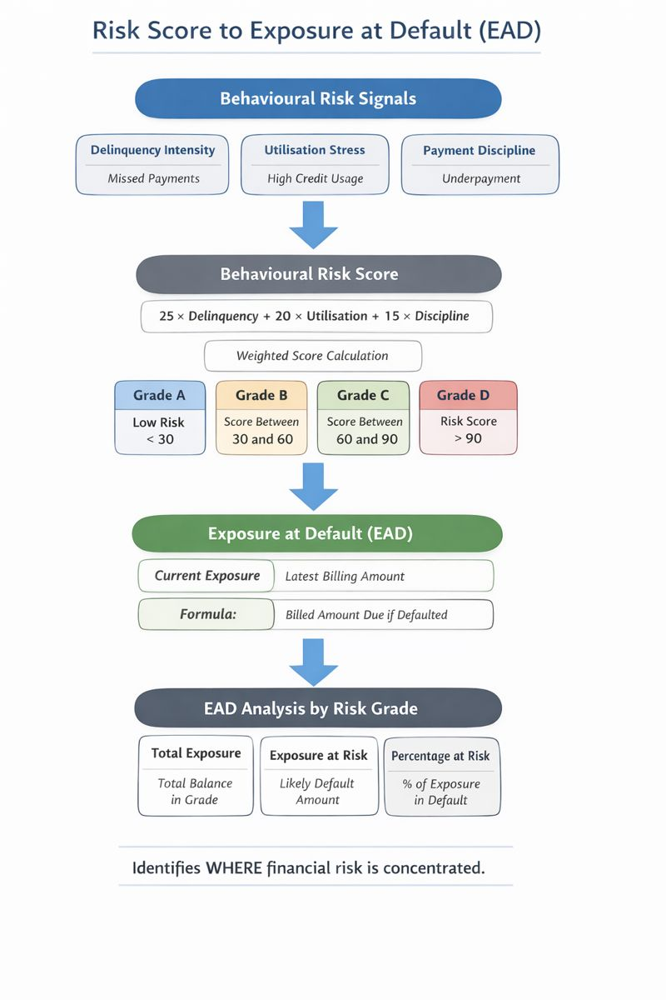 Risk Score to Exposure at Default (EAD)
Behavioural Risk Signals
Delinquency Intensity
Missed Payments
Utilisation Stress
High Credit Usage
Payment Discipline
Underpayment
Behavioural Risk Score
25 × Delinquency + 20 × Utilisation + 15 × Discipline
Weighted Score Calculation
Grade A
Low Risk
< 30
Grade B
Score Between
30 and 60
Grade C
Score Between
60 and 90
Grade D
Risk Score
> 90
Exposure at Default (EAD)
Current Exposure
Latest Billing Amount
Formula:
Billed Amount Due if Defaulted
EAD Analysis by Risk Grade
Total Exposure
Total Balance
in Grade
Exposure at Risk
Likely Default
Amount
Percentage at Risk
% of Exposure
in Default
Identifies WHERE financial risk is concentrated.